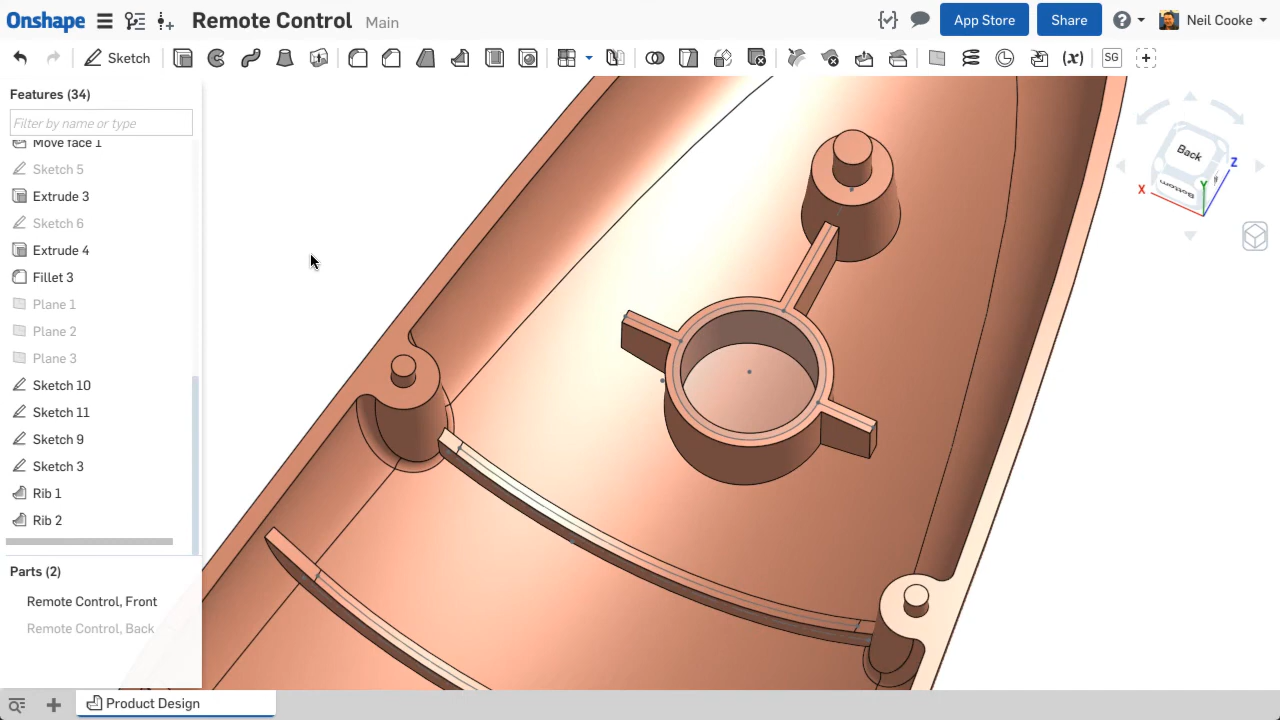 Onshape Remote Control Main App Store Share Neil Cooke
Sketch (x) SG
Features (34)
Filter by name or type
Move face 1
Sketch 5
Extrude 3
Sketch 6
Extrude 4
Fillet 3
Plane 1
Plane 2
Plane 3
Sketch 10
Sketch 11
Sketch 9
Sketch 3
Rib 1
Rib 2
Parts (2)
Remote Control, Front
Remote Control, Back
Product Design
Back
Bottom
X
Y
Z